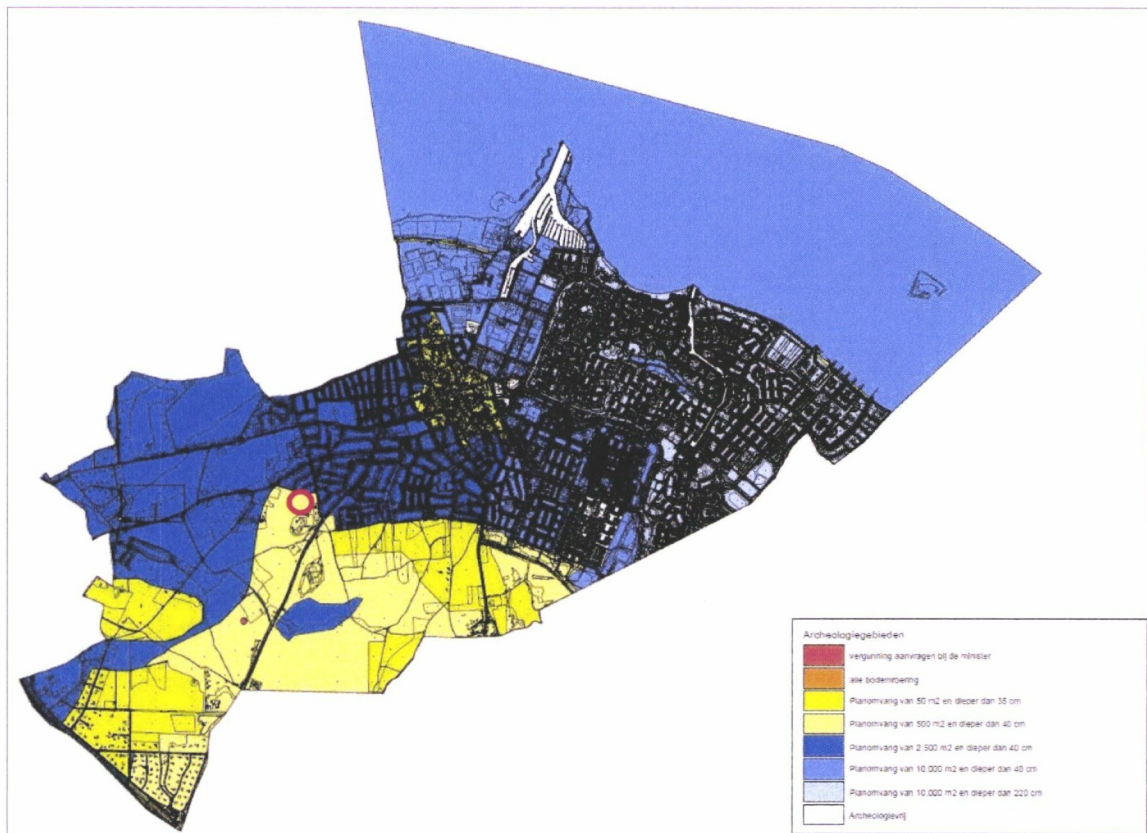 Archeologiegebieden
vergunning aanvragen bij de minister
alle bodemroering
Planomvang van 50 m2 en dieper dan 35 cm
Planomvang van 500 m2 en dieper dan 40 cm
Planomvang van 2.500 m2 en dieper dan 40 cm
Planomvang van 10.000 m2 en dieper dan 40 cm
Planomvang van 10.000 m2 en dieper dan 220 cm
Archeologievrij